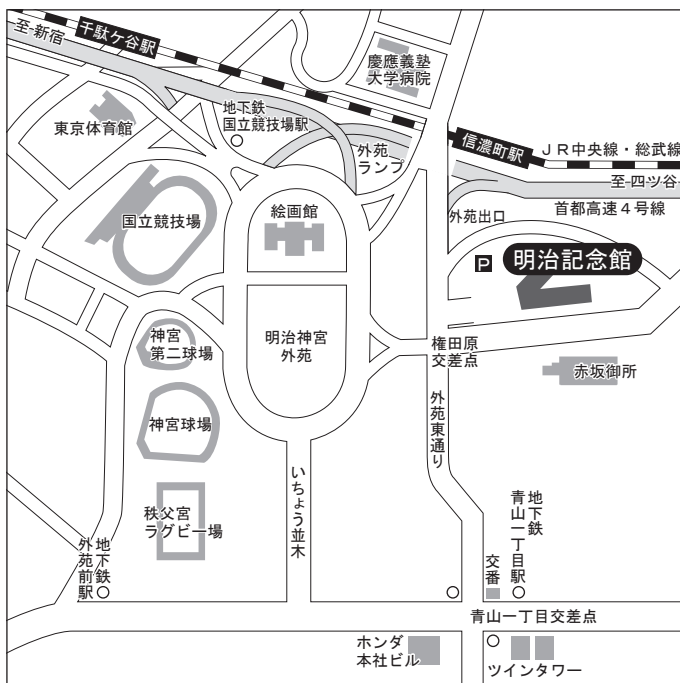 至新宿
千駄ケ谷駅
慶應義塾
大学病院
東京体育館
地下鉄
国立競技場駅
外苑
ランプ
信濃町駅
JR中央線・総武線
至四ツ谷
首都高速4号線
外苑出口
国立競技場
絵画館
P
明治記念館
神宮
第二球場
明治神宮
外苑
権田原
交差点
赤坂御所
神宮球場
外苑東通り
いちょう並木
秩父宮
ラグビー場
地下鉄
外苑前駅
地下鉄
青山一丁目駅
交番
青山一丁目交差点
ホンダ
本社ビル
ツインタワー